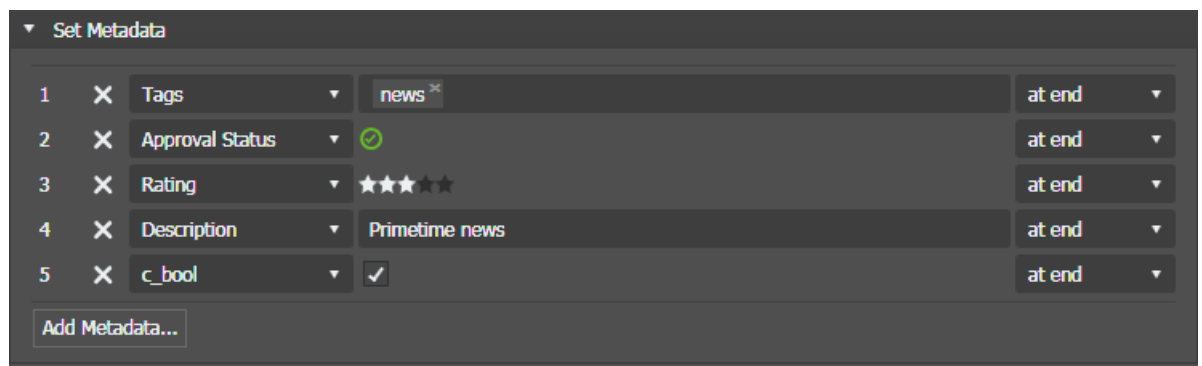 Set Metadata
1 Tags news at end
2 Approval Status at end
3 Rating at end
4 Description Primetime news at end
5 c_bool at end
Add Metadata...